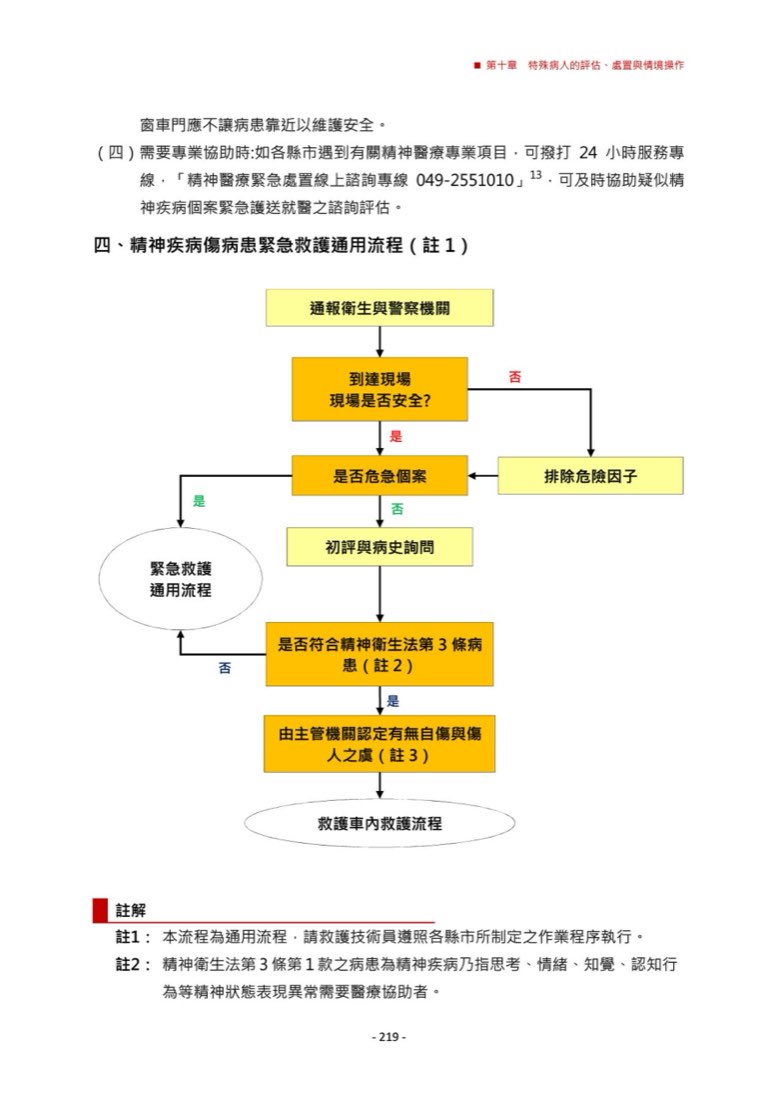 ■ 第十章　特殊病人的評估、處置與情境操作
窗車門應不讓病患靠近以維護安全。
(四)需要專業協助時:如各縣市遇到有關精神醫療專業項目，可撥打 24 小時服務專
線，「精神醫療緊急處置線上諮詢專線 049-2551010」13，可及時協助疑似精
神疾病個案緊急護送就醫之諮詢評估。
四、精神疾病傷病患緊急救護通用流程(註1)
通報衛生與警察機關
到達現場
現場是否安全?
否
是
是否危急個案
排除危險因子
是
否
初評與病史詢問
緊急救護
通用流程
是否符合精神衛生法第 3 條病
患(註2)
否
是
由主管機關認定有無自傷與傷
人之虞(註3)
救護車內救護流程
註解
註1： 本流程為通用流程，請救護技術員遵照各縣市所制定之作業程序執行。
註2： 精神衛生法第3條第1款之病患為精神疾病乃指思考、情緒、知覺、認知行
為等精神狀態表現異常需要醫療協助者。
- 219 -